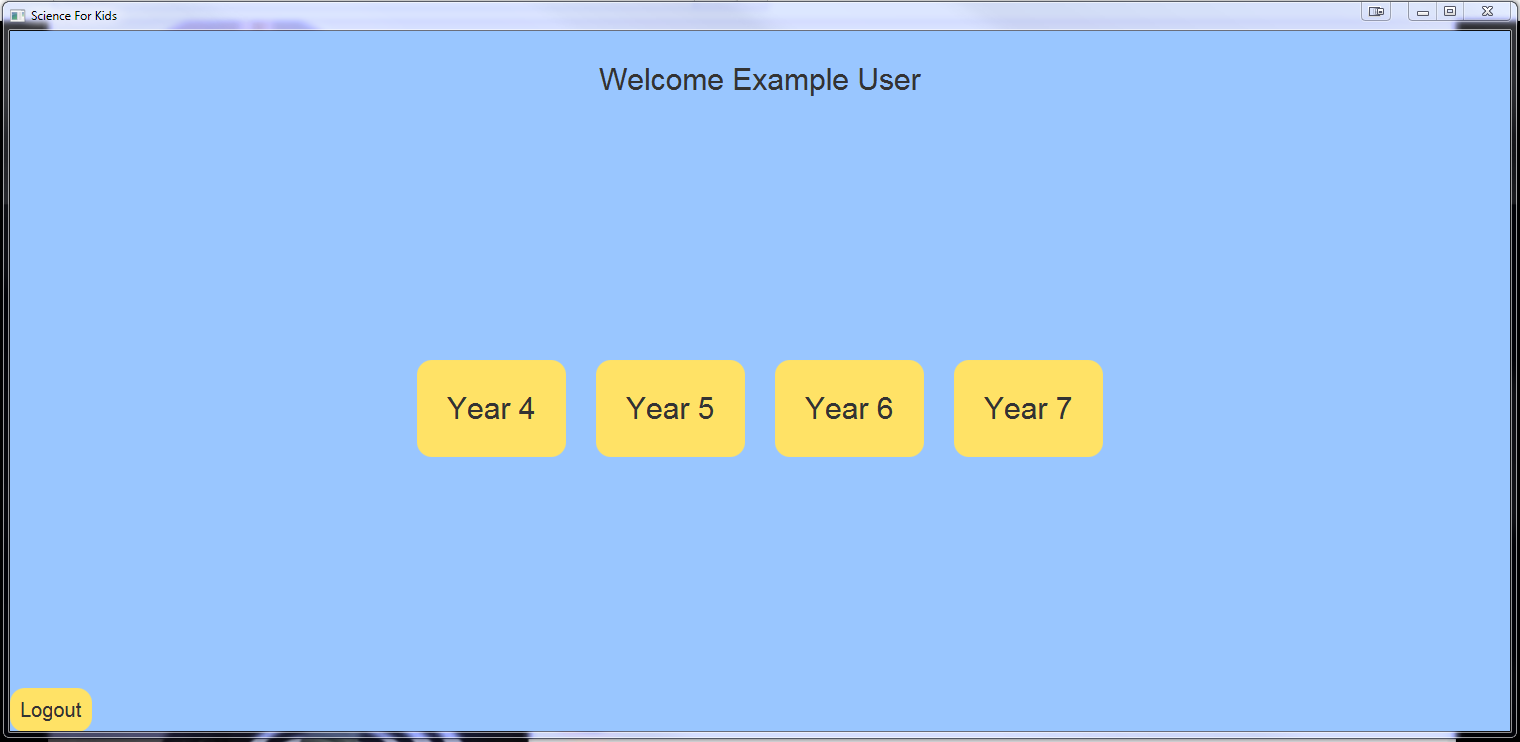 Science For Kids
Welcome Example User
Year 4
Year 5
Year 6
Year 7
Logout